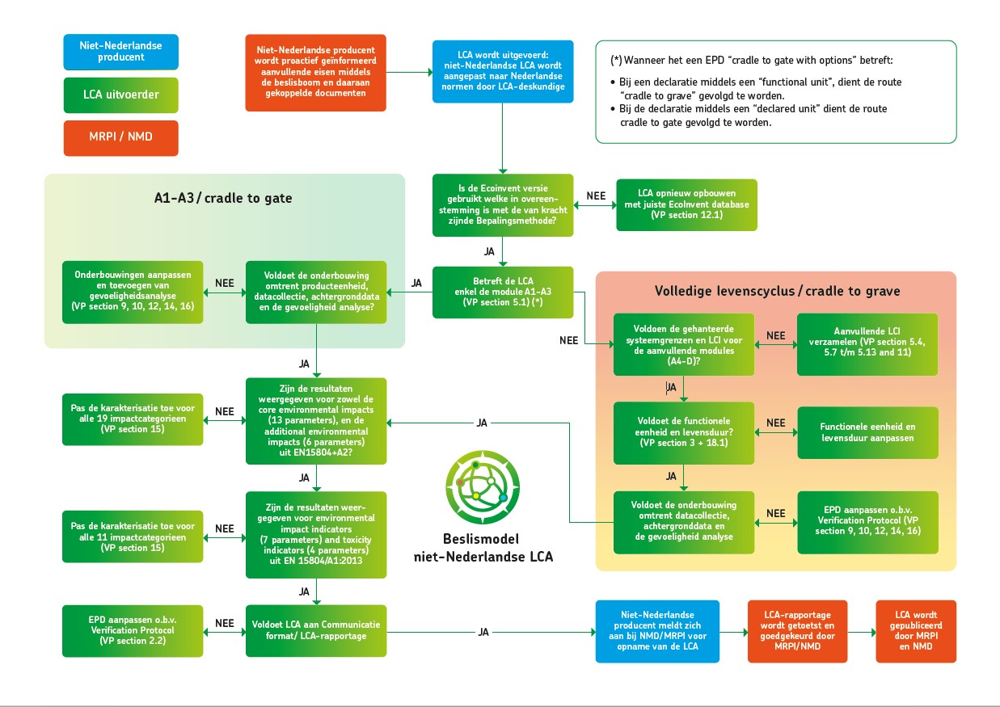 Niet-Nederlandse
producent
LCA uitvoerder
MRPI / NMD
Niet-Nederlandse producent
wordt proactief geïnformeerd
aanvullende eisen middels
de beslisboom en daaraan
gekoppelde documenten
LCA wordt uitgevoerd:
niet-Nederlandse LCA wordt
aangepast naar Nederlandse
normen door LCA-deskundige
(*) Wanneer het een EPD “cradle to gate with options” betreft:
• Bij een declaratie middels een “functional unit”, dient de route
“cradle to grave” gevolgd te worden.
• Bij de declaratie middels een “declared unit” dient de route
cradle to gate gevolgd te worden.
Is de Ecoinvent versie
gebruikt welke in overeen-
stemming is met de van kracht
zijnde Bepalingsmethode?
NEE
LCA opnieuw opbouwen
met juiste EcoInvent database
(VP section 12.1)
JA
A1-A3 / cradle to gate
Onderbouwingen aanpassen
en toevoegen van
gevoeligheidsanalyse
(VP section 9, 10, 12, 14, 16)
NEE
Voldoet de onderbouwing
omtrent producteenheid,
datacollectie, achtergronddata
en de gevoeligheid analyse?
JA
Betreft de LCA
enkel de module A1-A3
(VP section 5.1) (*)
NEE
Volledige levenscyclus / cradle to grave
Voldoen de gehanteerde
systeemgrenzen en LCI voor
de aanvullende modules
(A4-D)?
NEE
Aanvullende LCI
verzamelen (VP section 5.4,
5.7 t/m 5.13 and 11)
JA
Voldoet de functionele
eenheid en levensduur?
(VP section 3 + 18.1)
NEE
Functionele eenheid en
levensduur aanpassen
JA
Voldoet de onderbouwing
omtrent datacollectie,
achtergronddata en
de gevoeligheid analyse
NEE
EPD aanpassen o.b.v.
Verification Protocol (VP
section 9, 10, 12, 14, 16)
JA
JA
Pas de karakterisatie toe voor
alle 19 impactcategorieen
(VP section 15)
NEE
Zijn de resultaten
weergegeven voor zowel de
core environmental impacts
(13 parameters), en de
additional environmental
impacts (6 parameters)
uit EN15804+A2?
JA
Pas de karakterisatie toe voor
alle 11 impactcategorieen
(VP section 15)
NEE
Zijn de resultaten weer-
gegeven voor environmental
impact indicators
(7 parameters) and toxicity
indicators (4 parameters)
uit EN 15804/A1:2013
Beslismodel
niet-Nederlandse LCA
JA
EPD aanpassen o.b.v.
Verification Protocol
(VP section 2.2)
NEE
Voldoet LCA aan Communicatie
format/ LCA-rapportage
JA
Niet-Nederlandse
producent meldt zich
aan bij NMD/MRPI voor
opname van de LCA
LCA-rapportage
wordt getoetst en
goedgekeurd door
MRPI/NMD
LCA wordt
gepubliceerd
door MRPI
en NMD